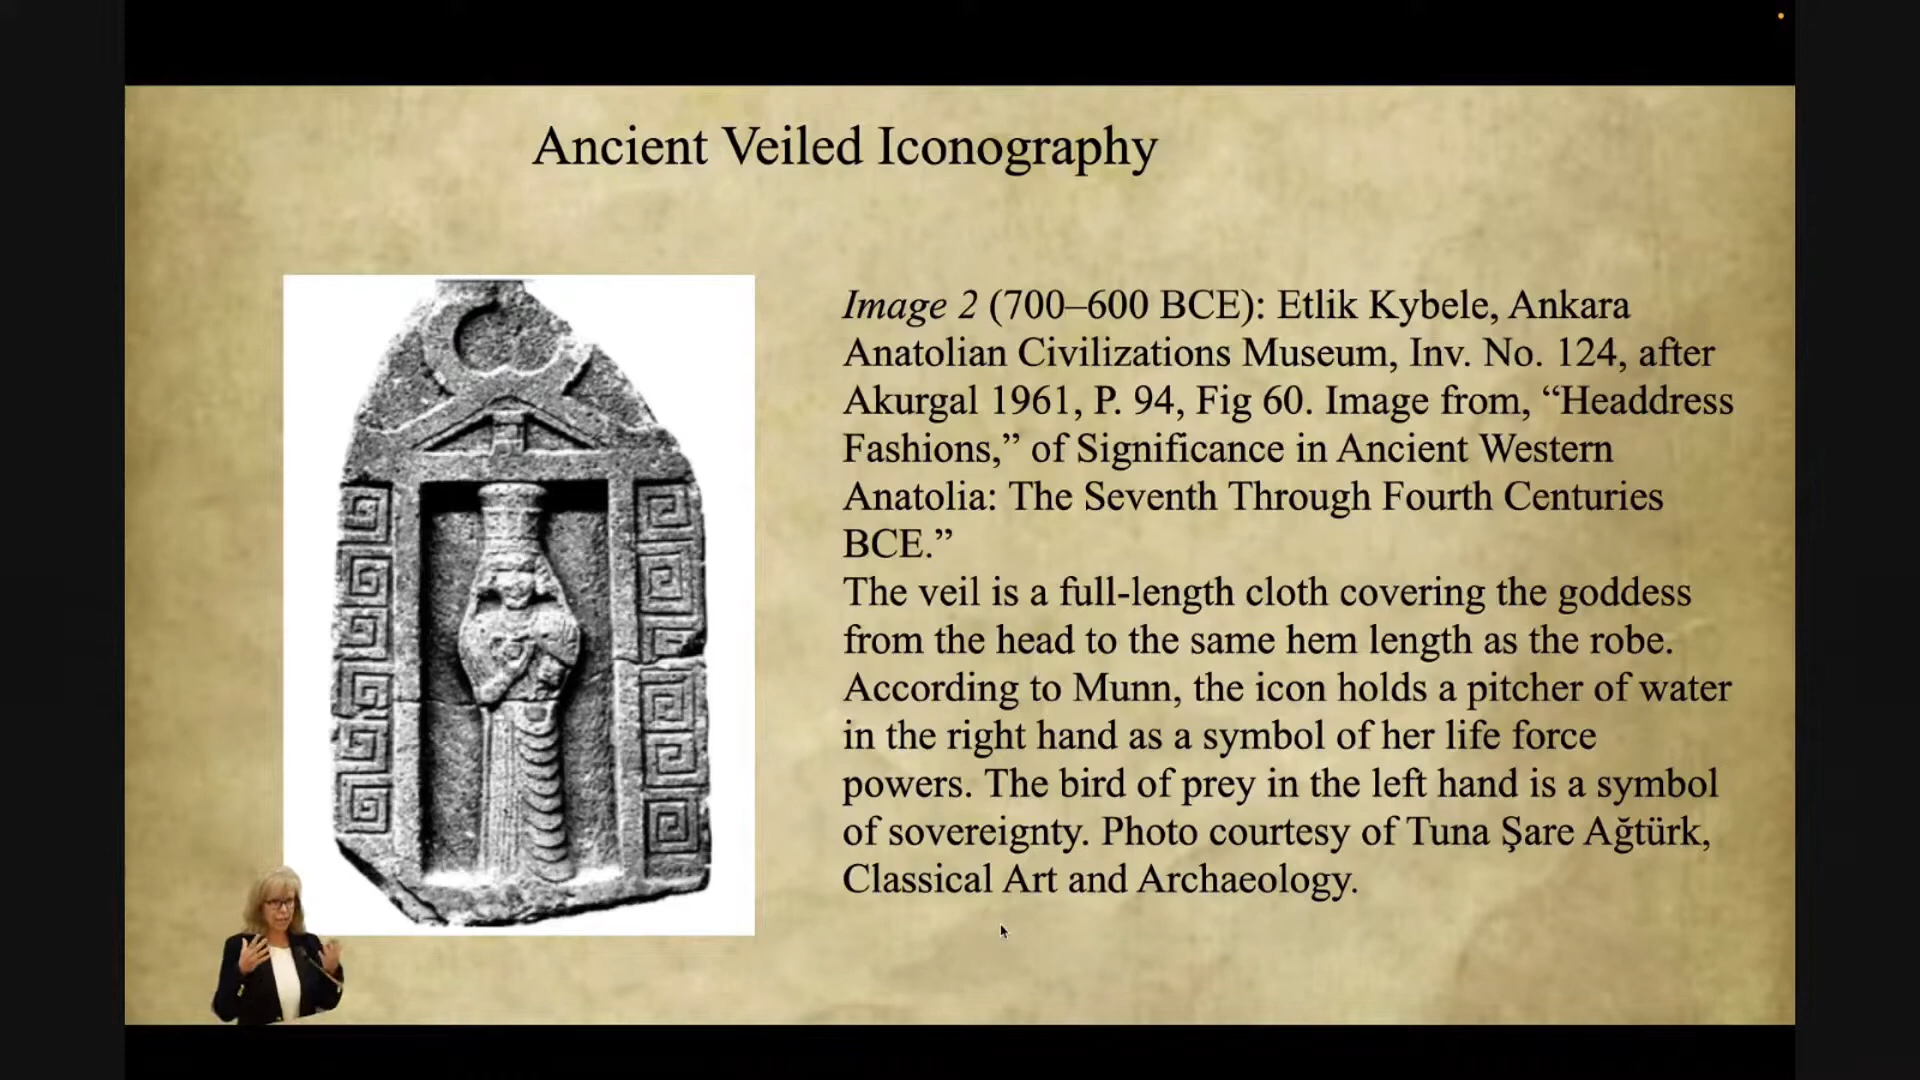 Ancient Veiled Iconography
Image 2 (700–600 BCE): Etlik Kybele, Ankara
Anatolian Civilizations Museum, Inv. No. 124, after
Akurgal 1961, P. 94, Fig 60. Image from, “Headdress
Fashions,” of Significance in Ancient Western
Anatolia: The Seventh Through Fourth Centuries
BCE.”
The veil is a full-length cloth covering the goddess
from the head to the same hem length as the robe.
According to Munn, the icon holds a pitcher of water
in the right hand as a symbol of her life force
powers. The bird of prey in the left hand is a symbol
of sovereignty. Photo courtesy of Tuna Şare Ağtürk,
Classical Art and Archaeology.